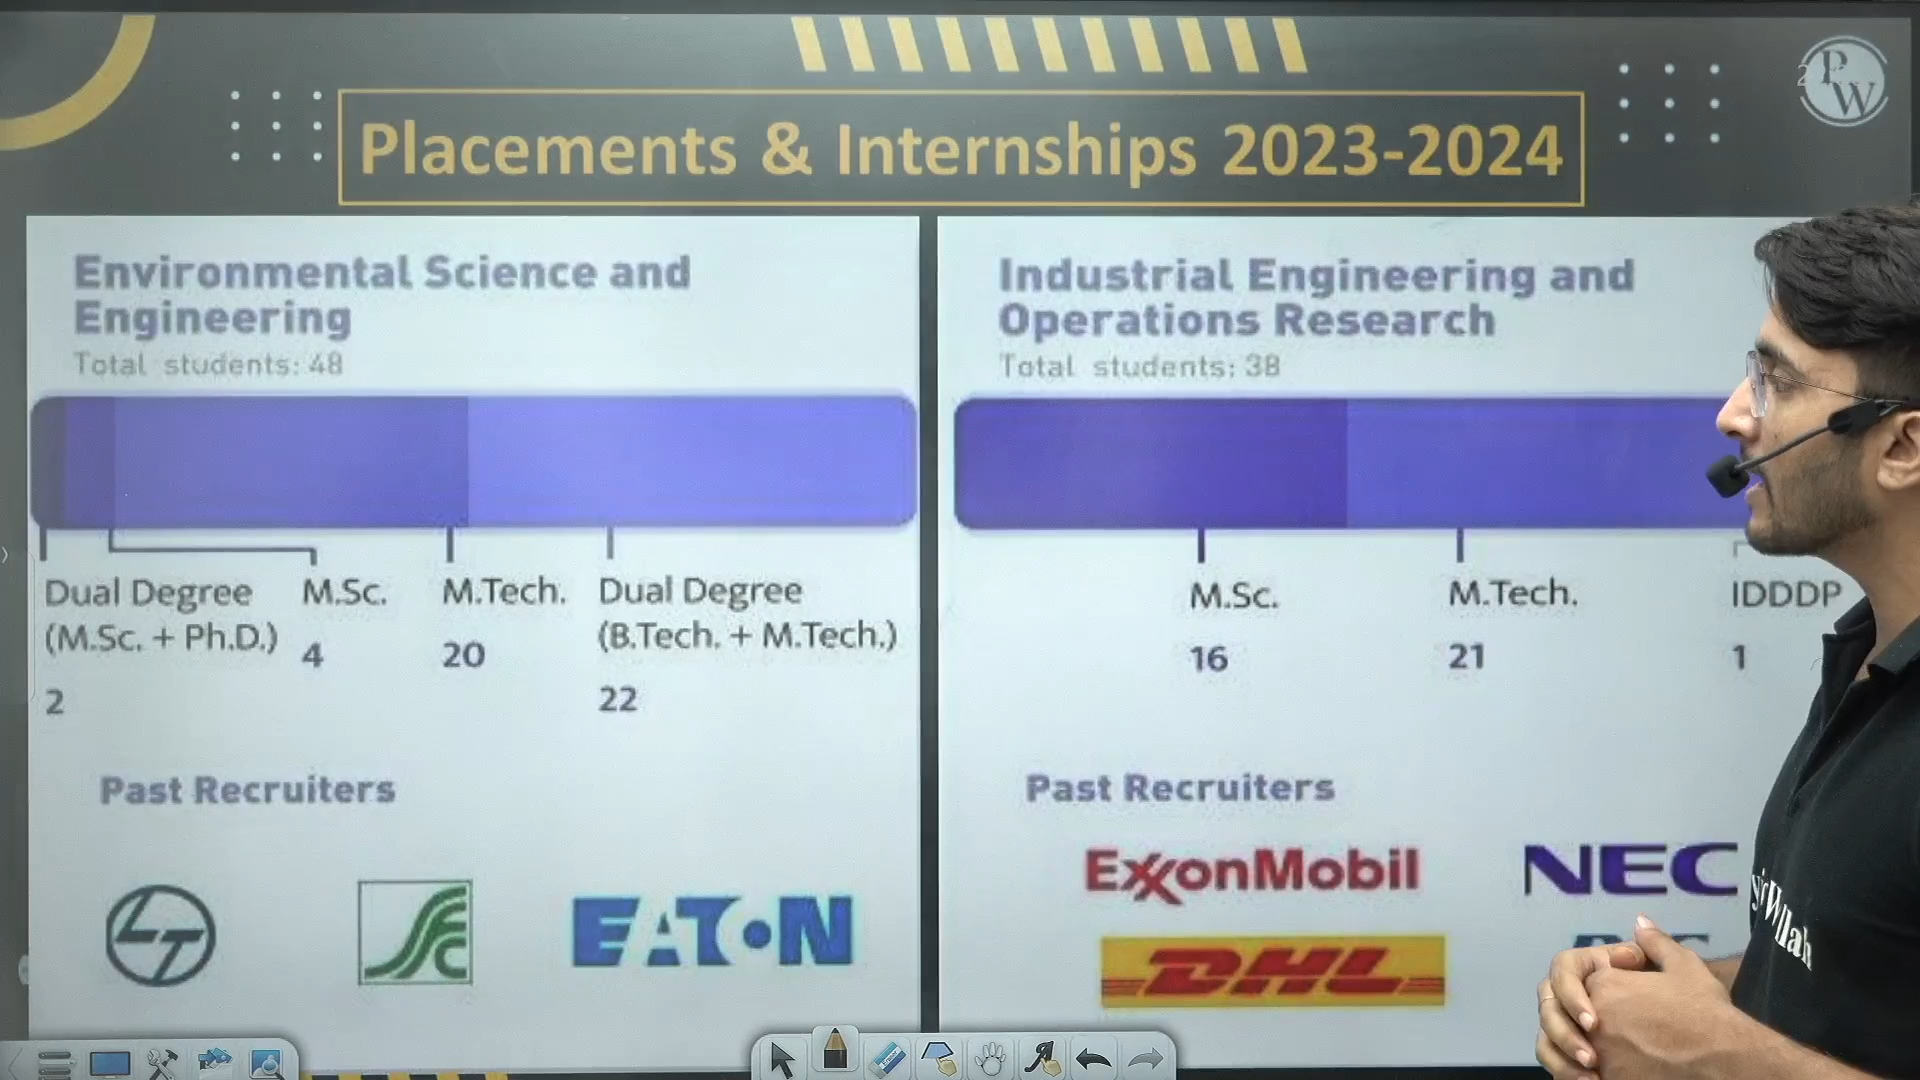 PW
Placements & Internships 2023-2024
Environmental Science and
Engineering
Total students: 48
Dual Degree
(M.Sc. + Ph.D.)
2
M.Sc.
4
M.Tech.
20
Dual Degree
(B.Tech. + M.Tech.)
22
Past Recruiters
LT
EATON
Industrial Engineering and
Operations Research
Total students: 38
M.Sc.
16
M.Tech.
21
IDDDP
1
Past Recruiters
ExxonMobil
NEC
DHL